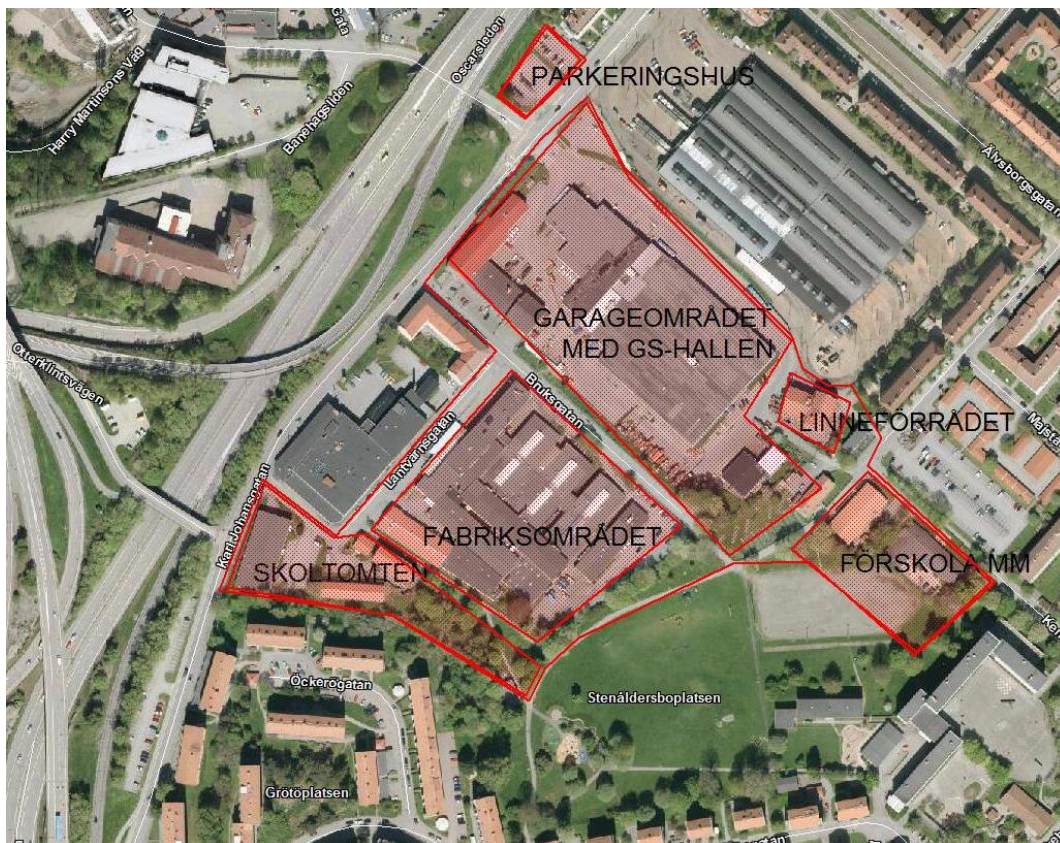 Gata
Harry Martinsons Väg
Banehagsliden
Oscarsleden
PARKERINGSHUS
Älvsborgsgatan
Otterklintsvägen
GARAGEOMRÅDET
MED GS-HALLEN
Bruksgatan
LINNEFÖRRÅDET
Lantvärnsgatan
Karl Johansgatan
FABRIKSOMRÅDET
SKOLTOMTEN
FÖRSKOLA MM
Öckerögatan
Stenåldersboplatsen
Grötöplatsen